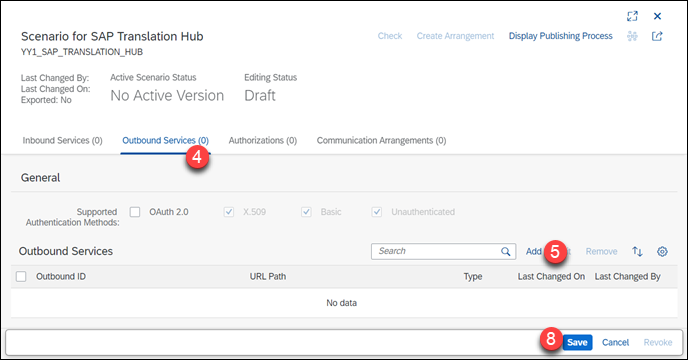 Scenario for SAP Translation Hub
YY1_SAP_TRANSLATION_HUB
Check Create Arrangement Display Publishing Process
Last Changed By: Active Scenario Status Editing Status
Last Changed On: No Active Version Draft
Exported: No
Inbound Services (0) Outbound Services (0) Authorizations (0) Communication Arrangements (0)
4
General
Supported Authentication Methods: OAuth 2.0 X.509 Basic Unauthenticated
Outbound Services Search Add 5 Remove
Outbound ID URL Path Type Last Changed On Last Changed By
No data
8 Save Cancel Revoke